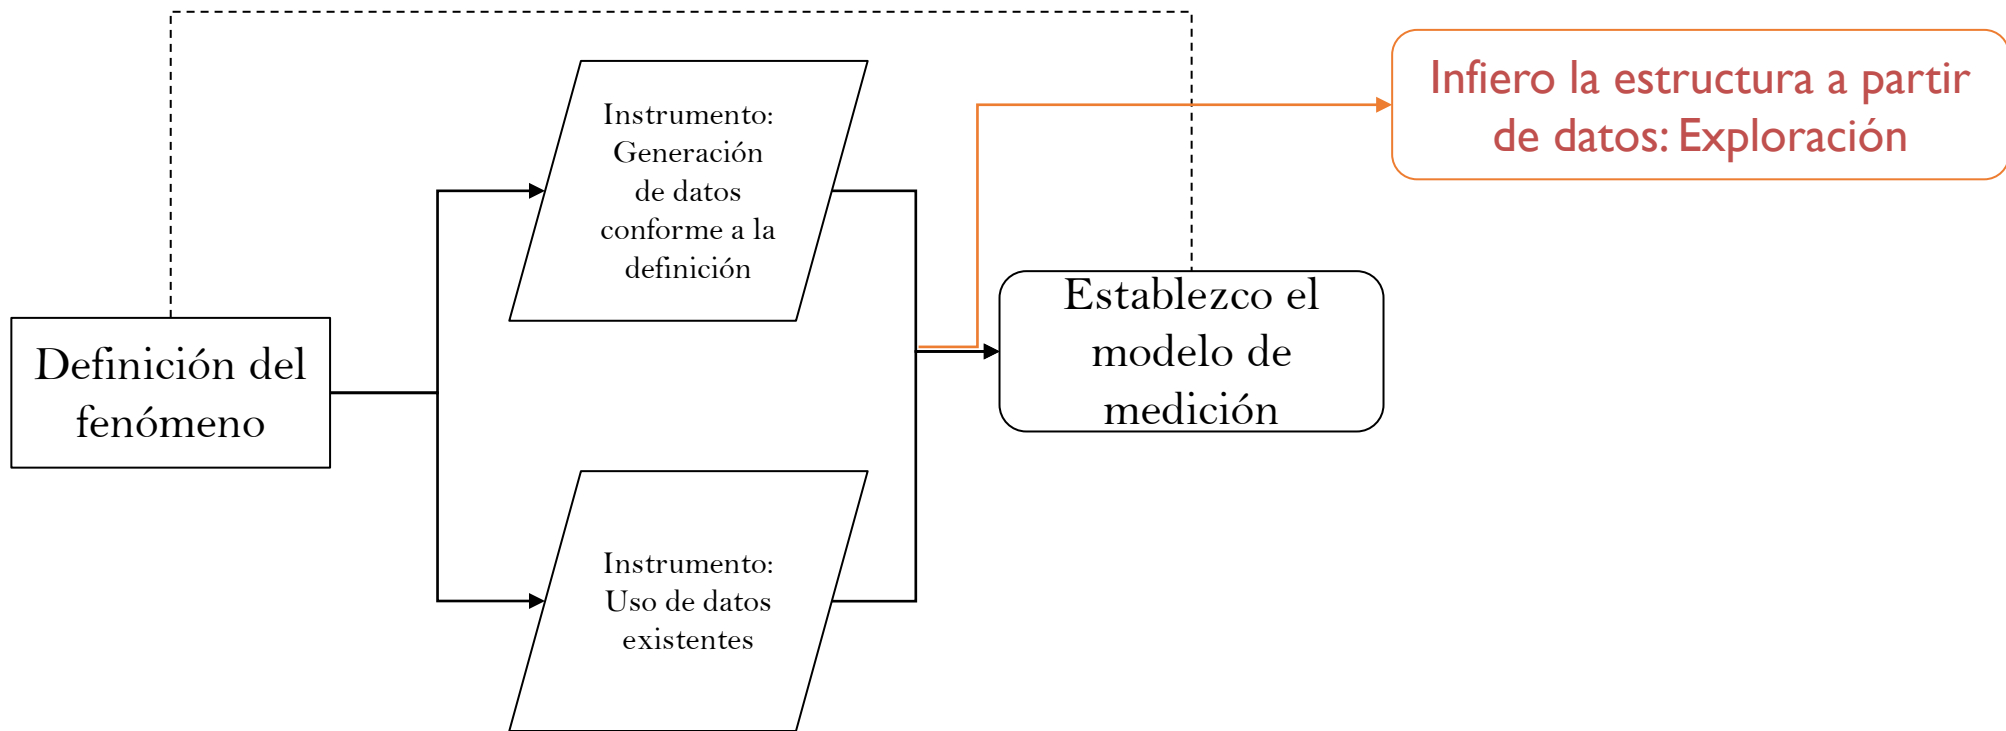 Definición del
fenómeno
Instrumento:
Generación
de datos
conforme a la
definición
Instrumento:
Uso de datos
existentes
Establezco el
modelo de
medición
Infiero la estructura a partir
de datos: Exploración